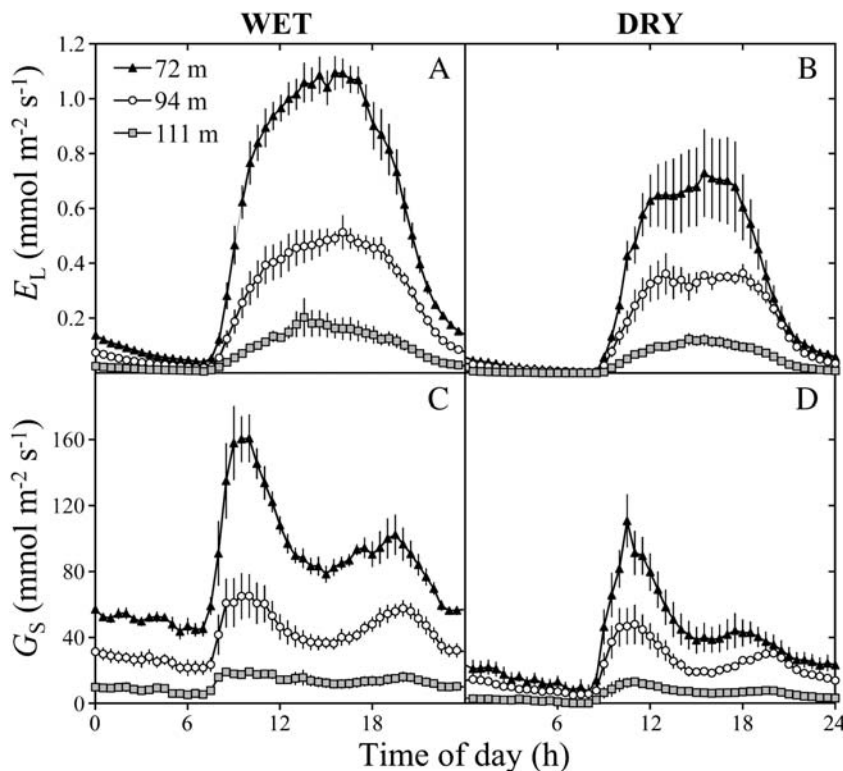 WET
DRY
1.2
72 m
94 m
111 m
A
B
1.0
0.8
0.6
0.4
0.2
E_L (mmol m⁻² s⁻¹)
C
D
160
120
80
40
0
G_S (mmol m⁻² s⁻¹)
0 6 12 18 6 12 18 24
Time of day (h)